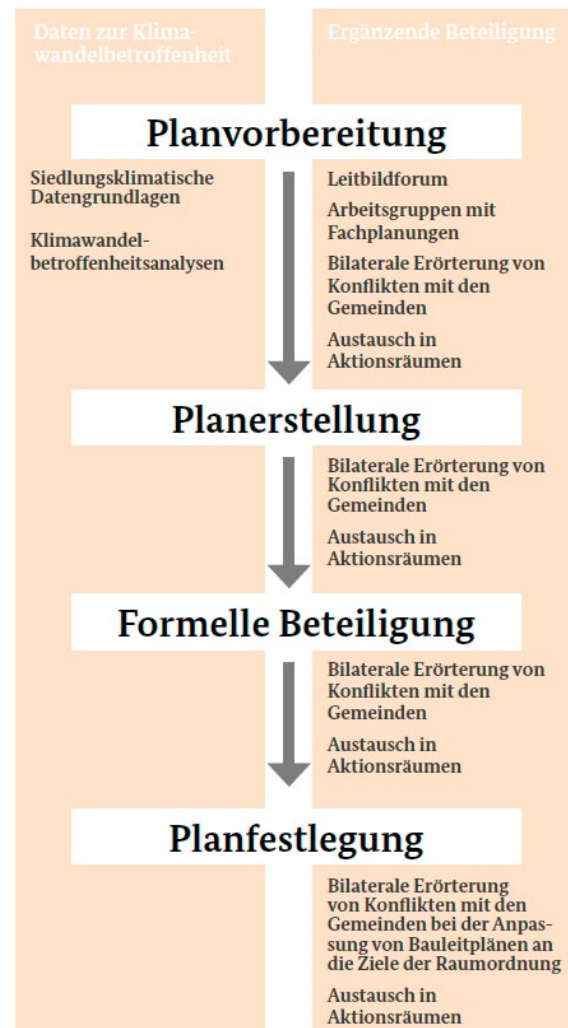 Daten zur Klima-
wandelbetroffenheit
Ergänzende Beteiligung
Planvorbereitung
Siedlungsklimatische
Datengrundlagen
Klimawandel-
betroffenheitsanalysen
Leitbildforum
Arbeitsgruppen mit
Fachplanungen
Bilaterale Erörterung von
Konflikten mit den
Gemeinden
Austausch in
Aktionsräumen
Planerstellung
Bilaterale Erörterung von
Konflikten mit den
Gemeinden
Austausch in
Aktionsräumen
Formelle Beteiligung
Bilaterale Erörterung von
Konflikten mit den
Gemeinden
Austausch in
Aktionsräumen
Planfestlegung
Bilaterale Erörterung
von Konflikten mit den
Gemeinden bei der Anpas-
sung von Bauleitplänen an
die Ziele der Raumordnung
Austausch in
Aktionsräumen